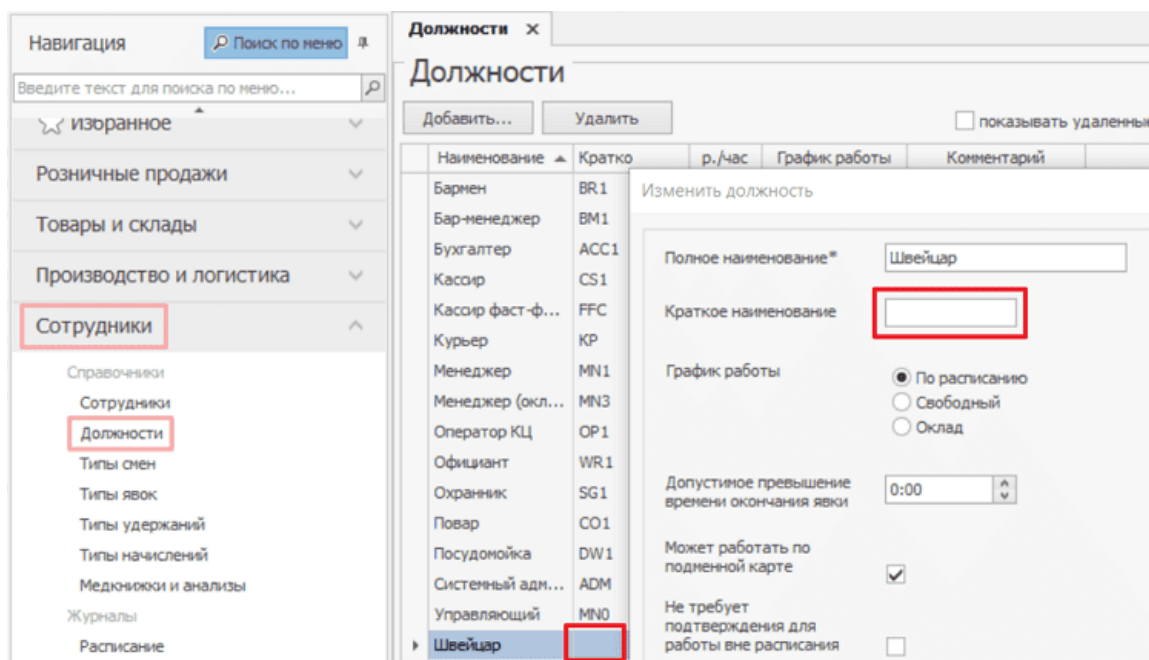 Навигация
Поиск по меню
Введите текст для поиска по меню...
Избранное
Розничные продажи
Товары и склады
Производство и логистика
Сотрудники
Справочники
Сотрудники
Должности
Типы смен
Типы явок
Типы удержаний
Типы начислений
Медкнижки и анализы
Журналы
Расписание
Должности
Должности
Добавить... Удалить показывать удаленные
Наименование Кратко р./час График работы Комментарий
Бармен BR1
Бар-менеджер BM1
Бухгалтер ACC1
Кассир CS1
Кассир фаст-ф... FFC
Курьер KP
Менеджер MN1
Менеджер (окл... MN3
Оператор КЦ OP1
Официант WR1
Охранник SG1
Повар CO1
Посудомойка DW1
Системный адм... ADM
Управляющий MN0
Швейцар
Изменить должность
Полное наименование* Швейцар
Краткое наименование
График работы
По расписанию
Свободный
Оклад
Допустимое превышение
времени окончания явки
0:00
Может работать по
подменной карте
Не требует
подтверждения для
работы вне расписания